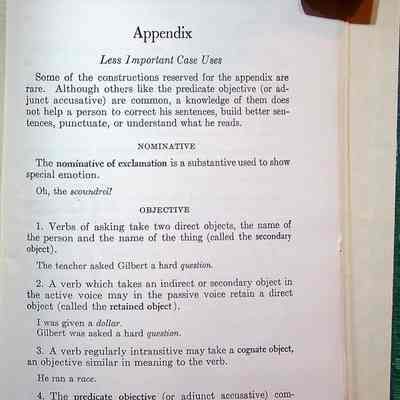 Appendix
Less Important Case Uses
Some of the constructions reserved for the appendix are
rare. Although others like the predicate objective (or ad-
junct accusative) are common, a knowledge of them does
not help a person to correct his sentences, build better sen-
tences, punctuate, or understand what he reads.
NOMINATIVE
The nominative of exclamation is a substantive used to show
special emotion.
Oh, the scoundrel!
OBJECTIVE
1. Verbs of asking take two direct objects, the name of
the person and the name of the thing (called the secondary
object).
The teacher asked Gilbert a hard question.
2. A verb which takes an indirect or secondary object in
the active voice may in the passive voice retain a direct
object (called the retained object).
I was given a dollar.
Gilbert was asked a hard question.
3. A verb regularly intransitive may take a cognate object,
an objective similar in meaning to the verb.
He ran a race.
4. The predicate objective (or adjunct accusative) com-